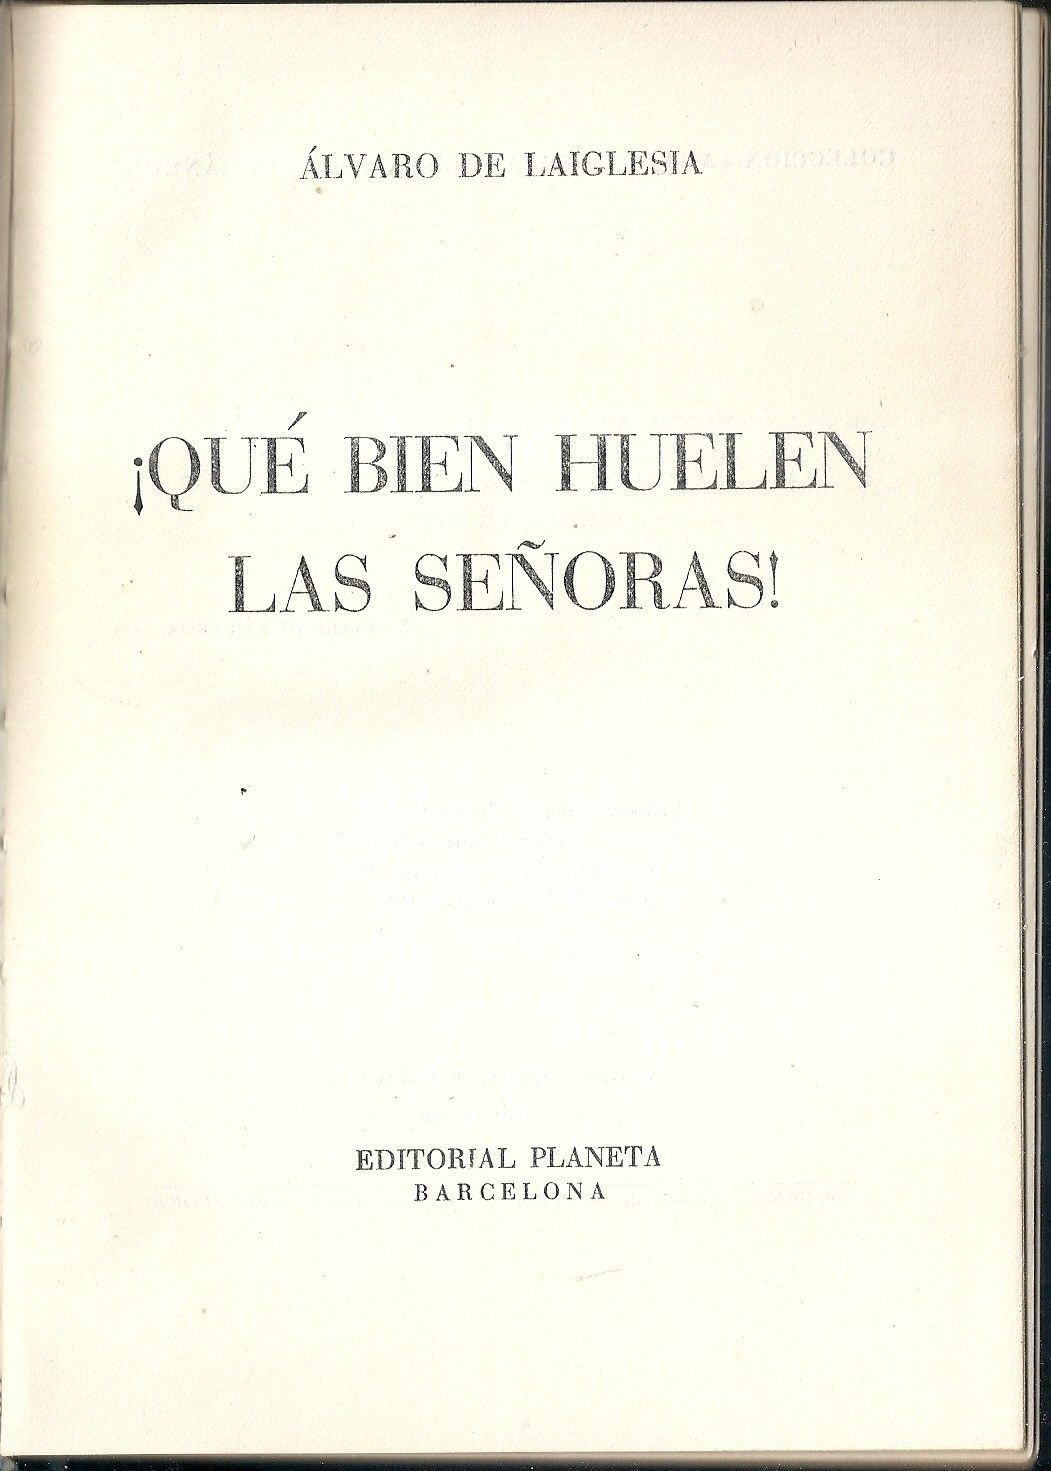 ÁLVARO DE LAIGLESIA
¡QUÉ BIEN HUELEN
LAS SEÑORAS!
EDITORIAL PLANETA
BARCELONA